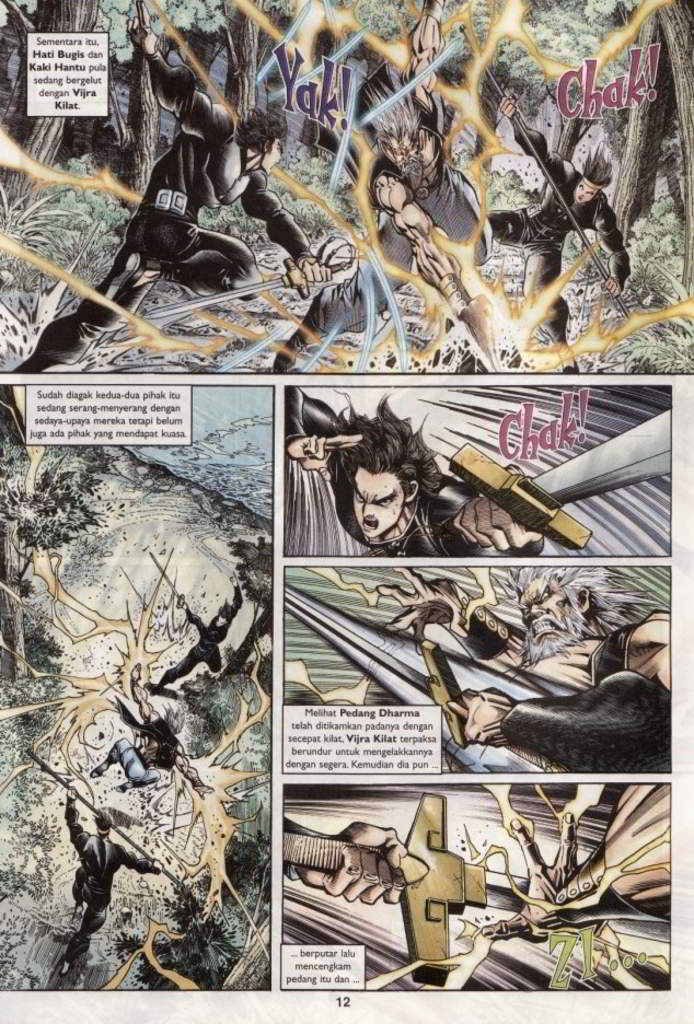 Sementara itu,
Hati Bugis dan
Kaki Hantu pula
sedang bergelut
dengan Vijra
Kilat.
Yak!
Chak!
Sudah diagak kedua-dua pihak itu
sedang serang-menyerang dengan
sedaya-upaya mereka tetapi belum
juga ada pihak yang mendapat kuasa.
Chak!
Melihat Pedang Dharma
telah ditikamkan padanya dengan
secepat kilat, Vijra Kilat terpaksa
berundur untuk mengelakkannya
dengan segera. Kemudian dia pun ...
... berputar lalu
mencengkam
pedang itu dan ...
Zi...
12